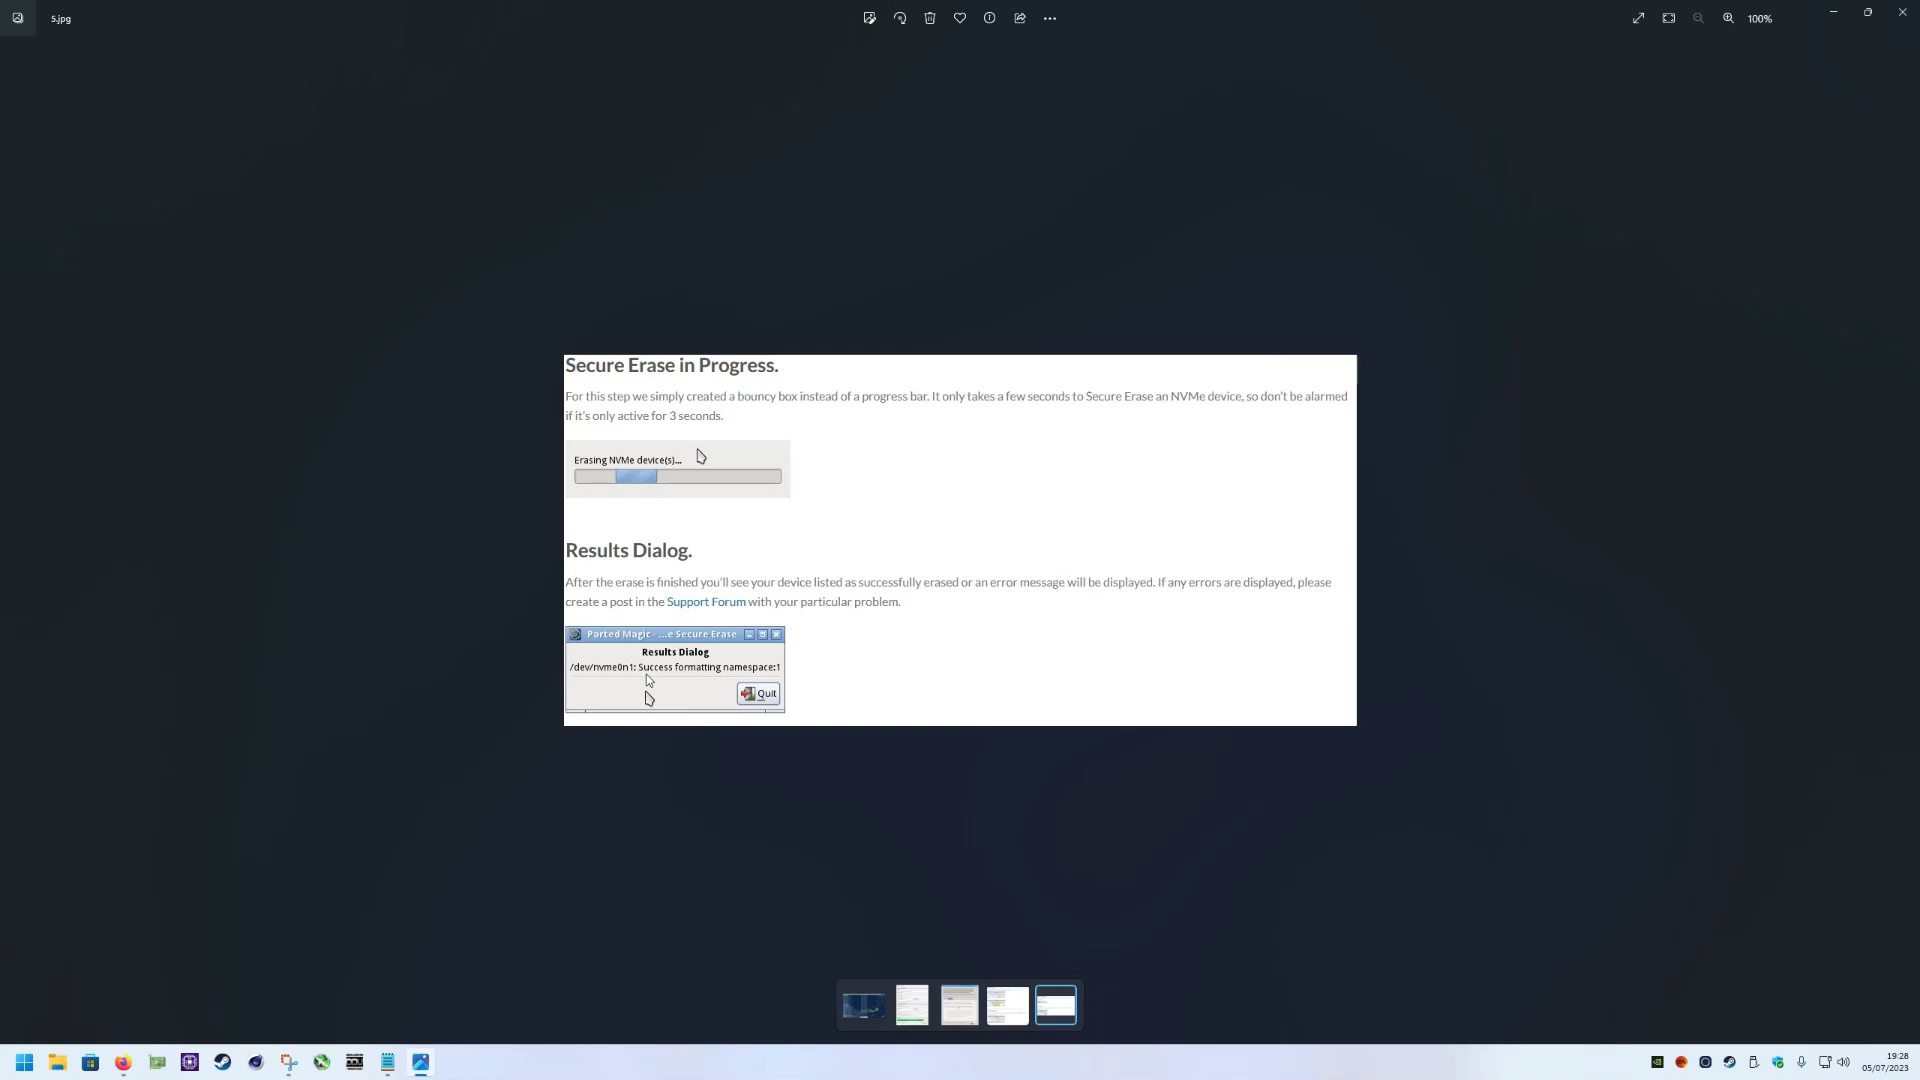 5.jpg
100%
Secure Erase in Progress.
For this step we simply created a bouncy box instead of a progress bar. It only takes a few seconds to Secure Erase an NVMe device, so don't be alarmed
if it's only active for 3 seconds.
Erasing NVMe device(s)...
Results Dialog.
After the erase is finished you'll see your device listed as successfully erased or an error message will be displayed. If any errors are displayed, please
create a post in the Support Forum with your particular problem.
Parted Magic - ...e Secure Erase
Results Dialog
/dev/nvme0n1: Success formatting namespace:1
Quit
19:28
05/07/2023